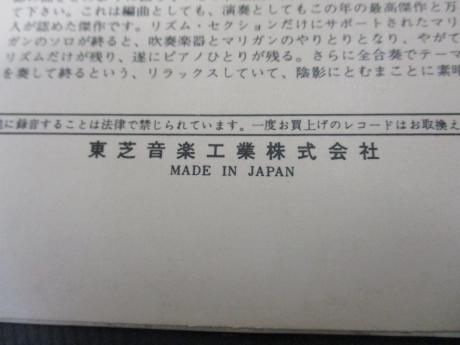 て下さい。これは編曲としても、演奏としてもこの年の最高傑作と万
人が認めた傑作です。リズム・セクションだけにサポートされたマリ
ガンのソロが終ると、吹奏楽器とマリガンのやりとりとなり、やがて
リズムだけが残り、遂にピアノひとりが残る。さらに全合奏でテーマ
を奏して終るという、リラックスしていて、陰影にとむまことに素晴
に録音することは法律で禁じられています。一度お買上げのレコードはお取換え
東芝音楽工業株式会社
MADE IN JAPAN